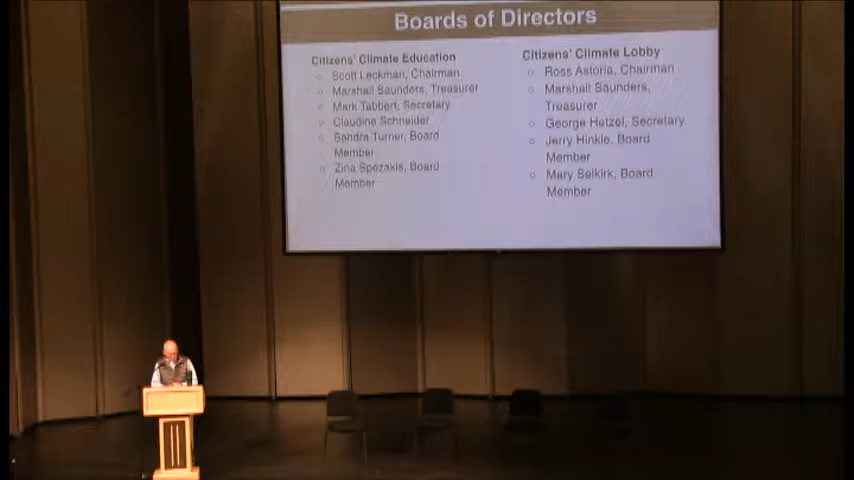 Boards of Directors
Citizens' Climate Education
Scott Leckman, Chairman
Marshall Saunders, Treasurer
Mark Tabbert, Secretary
Claudine Schneider
Sandra Turner, Board
Member
Zina Spezakis, Board
Member
Citizens' Climate Lobby
Ross Astoria, Chairman
Marshall Saunders,
Treasurer
George Hetzel, Secretary
Jerry Hinkle, Board
Member
Mary Selkirk, Board
Member